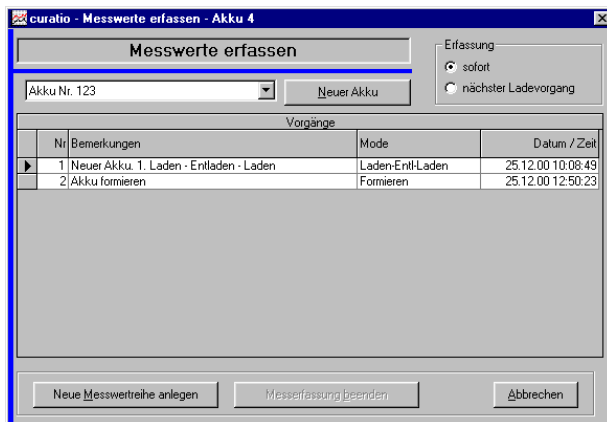 curatio - Messwerte erfassen - Akku 4
Messwerte erfassen
Erfassung
sofort
nächster Ladevorgang
Akku Nr. 123
Neuer Akku
Vorgänge
Nr Bemerkungen Mode Datum / Zeit
1 Neuer Akku. 1. Laden - Entladen - Laden Laden-Entl-Laden 25.12.00 10:08:49
2 Akku formieren Formieren 25.12.00 12:50:23
Neue Messwertreihe anlegen
Messerfassung beenden
Abbrechen